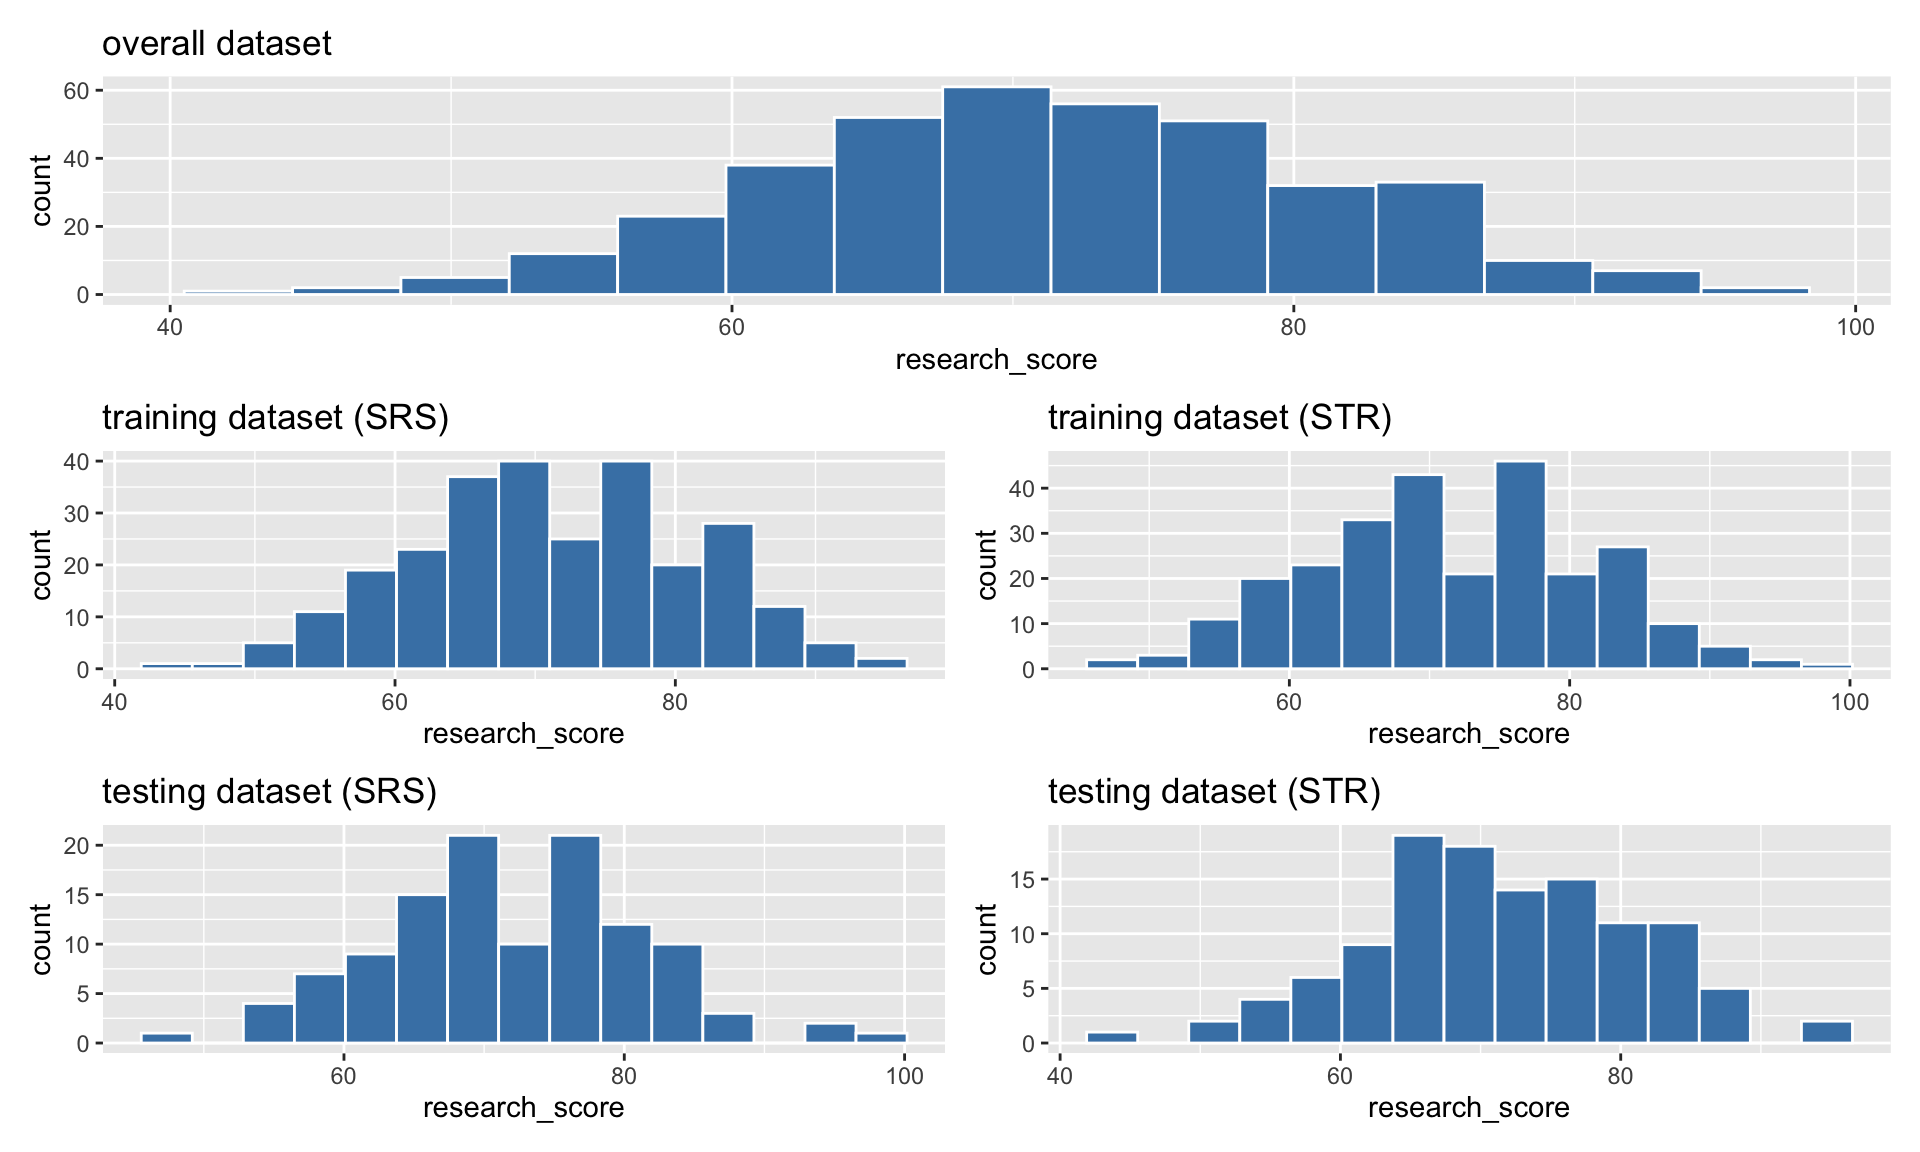 overall dataset
60
40
20
0
count
40 60 80 100
research_score
training dataset (SRS)
40
30
20
10
0
count
40 60 80
research_score
training dataset (STR)
40
30
20
10
0
count
60 80 100
research_score
testing dataset (SRS)
20
15
10
5
0
count
60 80 100
research_score
testing dataset (STR)
15
10
5
0
count
40 60 80
research_score